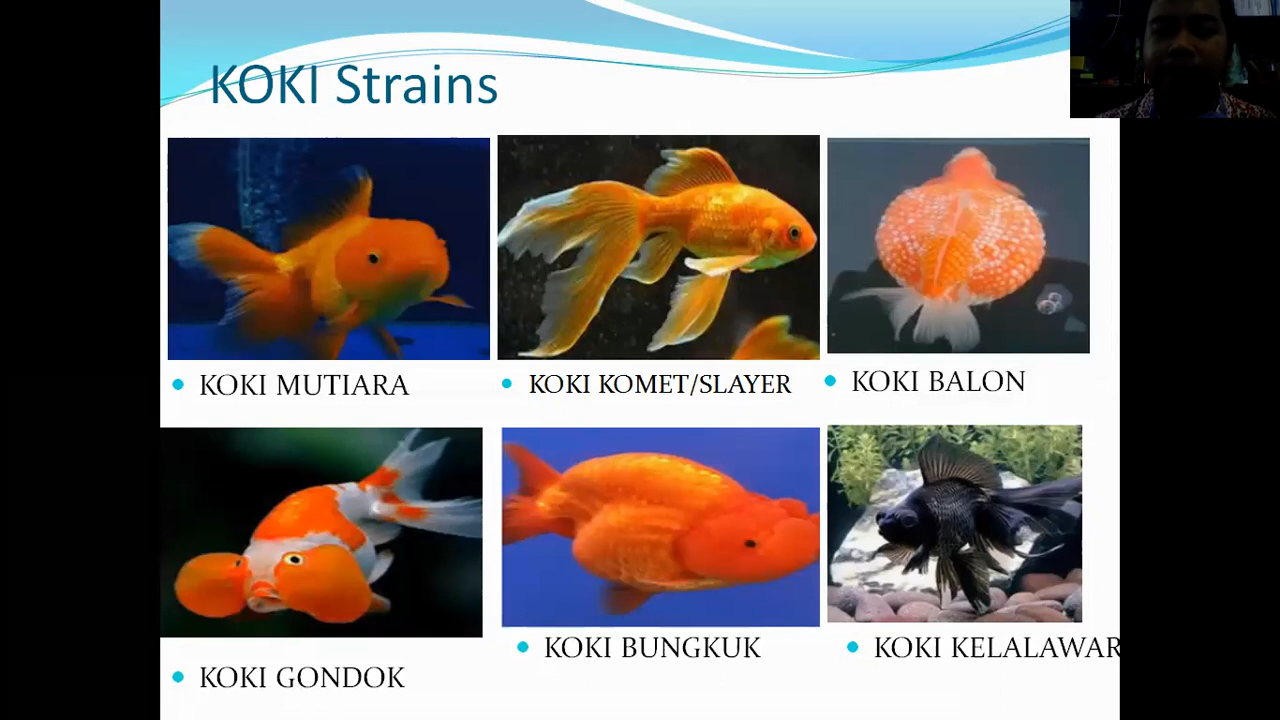 KOKI Strains
KOKI MUTIARA
KOKI KOMET/SLAYER
KOKI BALON
KOKI GONDOK
KOKI BUNGKUK
KOKI KELALAWAR